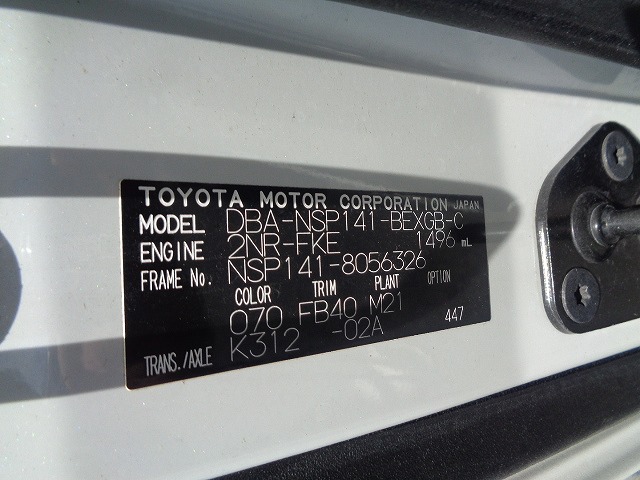 TOYOTA MOTOR CORPORATION JAPAN
MODEL DBA-NSP141-BEXGB-C
ENGINE 2NR-FKE 1496 mL
FRAME No. NSP141-8056326
COLOR TRIM PLANT OPTION
070 FB40 M21 447
TRANS./AXLE K312 -02A